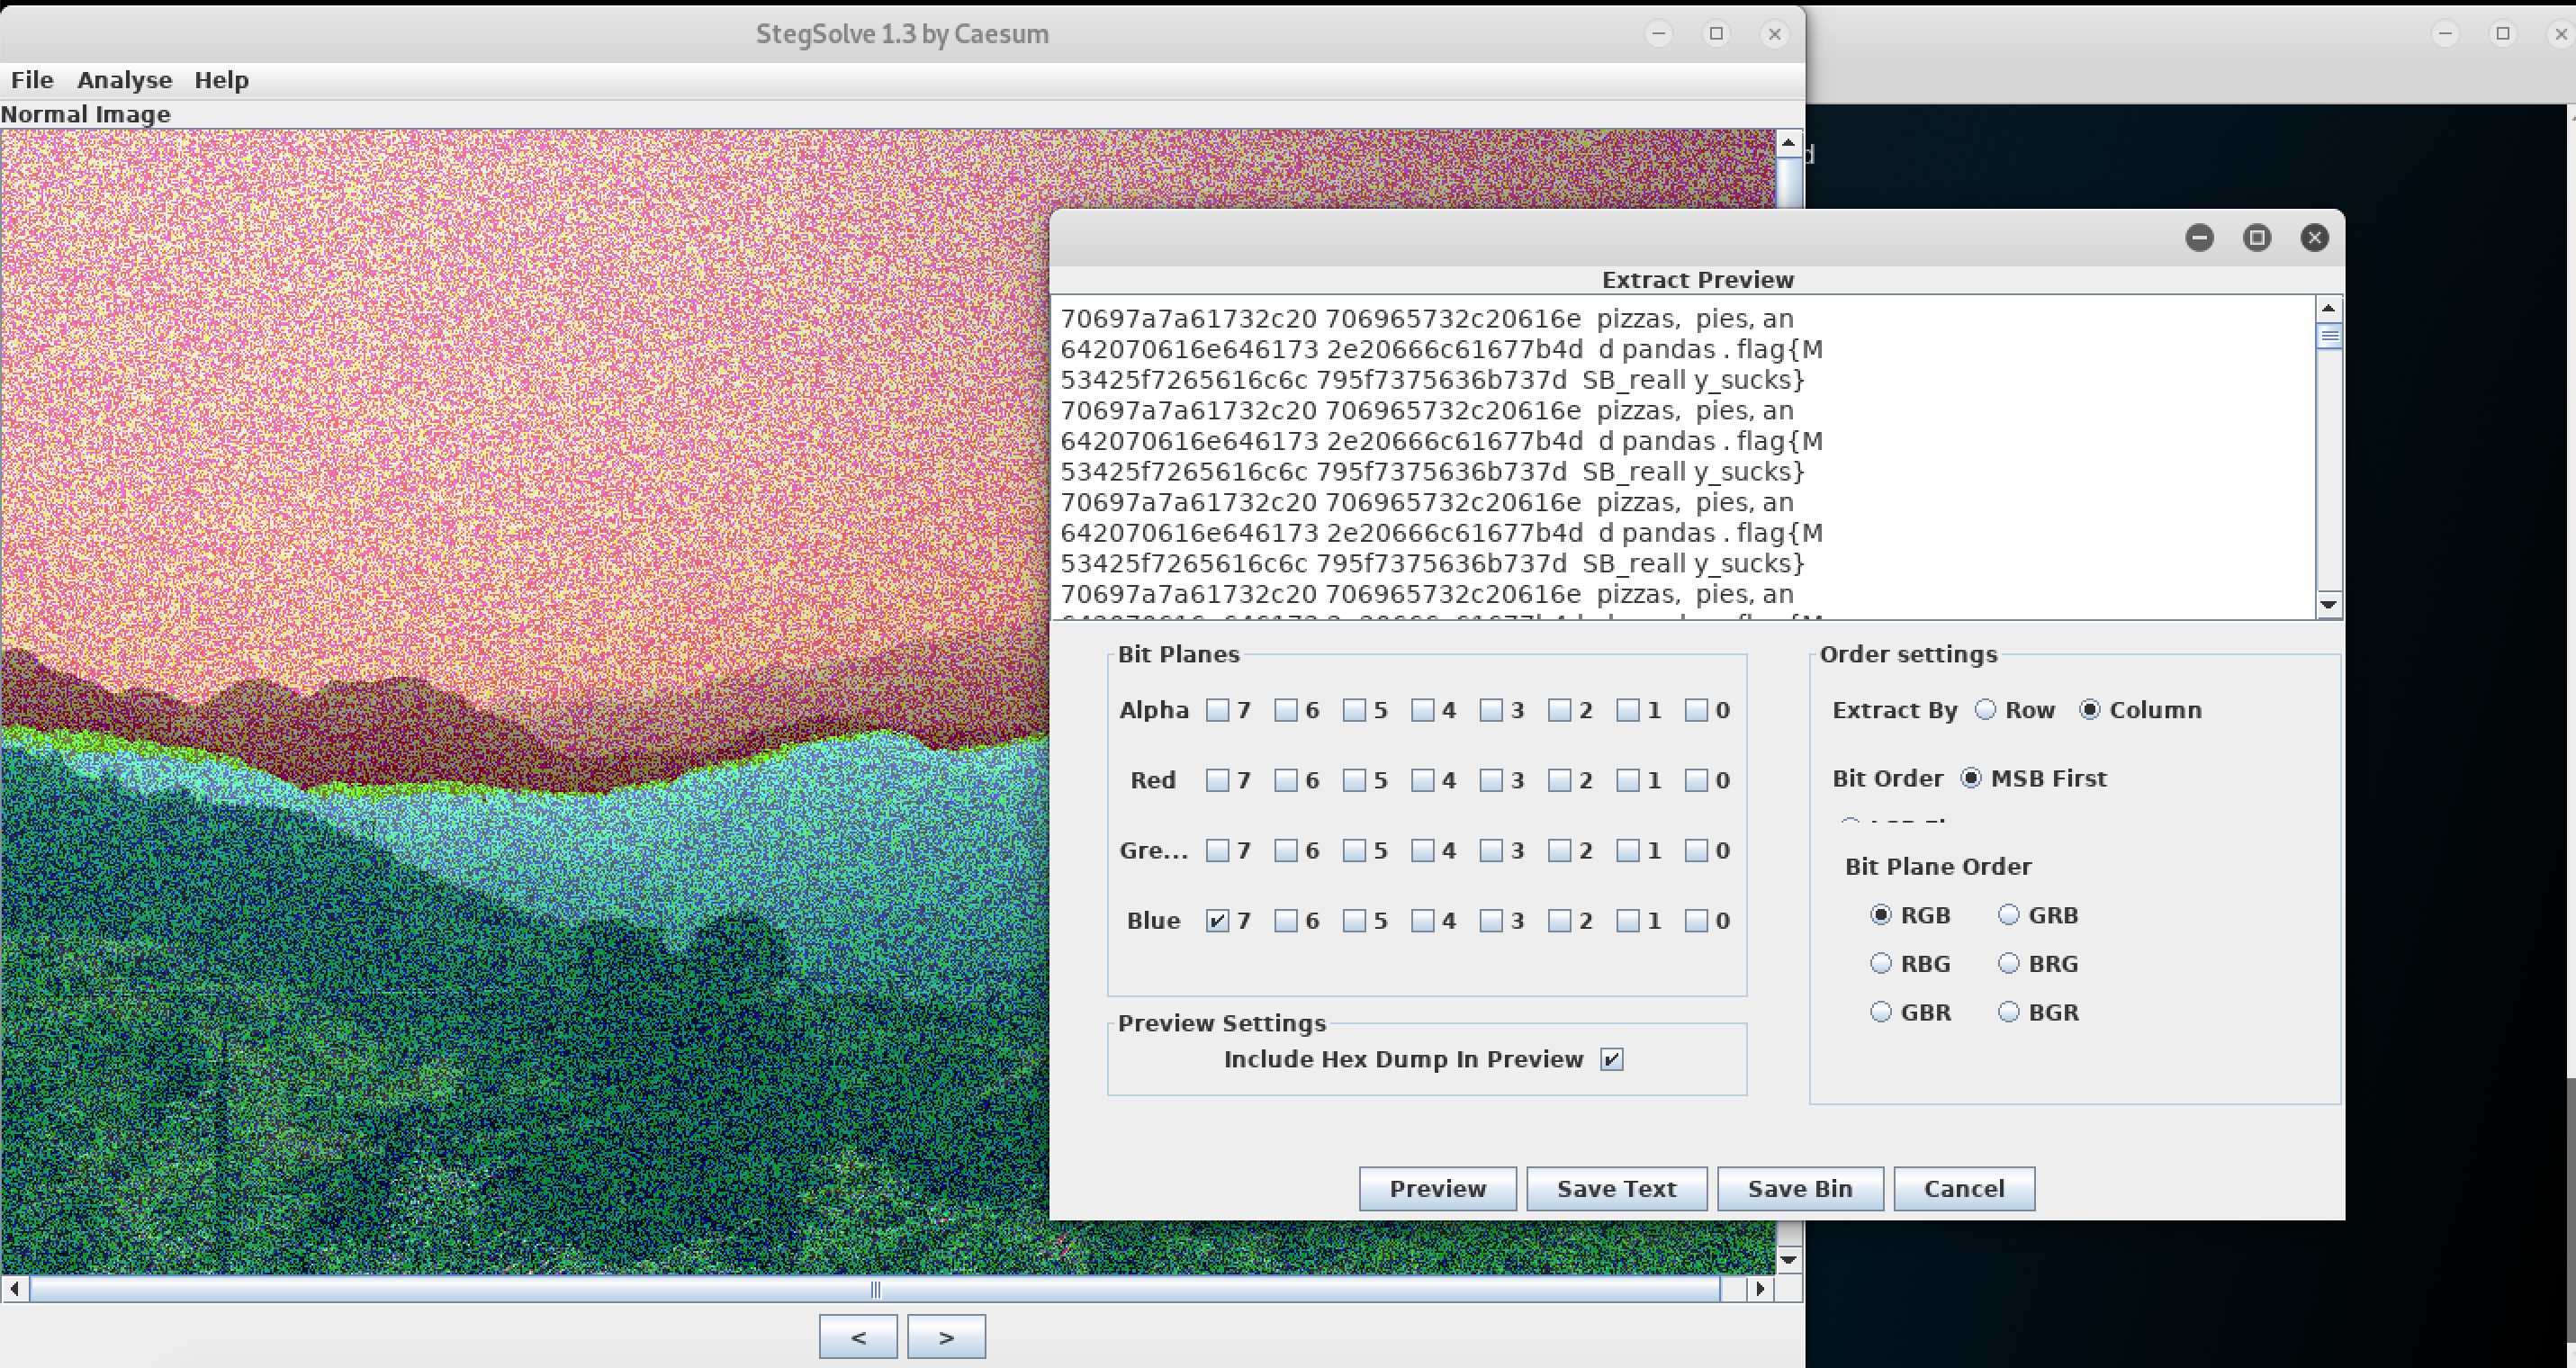 StegSolve 1.3 by Caesum
File Analyse Help
Normal Image
d
Extract Preview
70697a7a61732c20 706965732c20616e pizzas, pies, an
642070616e646173 2e20666c61677b4d d pandas . flag{M
53425f7265616c6c 795f7375636b737d SB_reall y_sucks}
70697a7a61732c20 706965732c20616e pizzas, pies, an
642070616e646173 2e20666c61677b4d d pandas . flag{M
53425f7265616c6c 795f7375636b737d SB_reall y_sucks}
70697a7a61732c20 706965732c20616e pizzas, pies, an
642070616e646173 2e20666c61677b4d d pandas . flag{M
53425f7265616c6c 795f7375636b737d SB_reall y_sucks}
70697a7a61732c20 706965732c20616e pizzas, pies, an
Bit Planes
Alpha 7 6 5 4 3 2 1 0
Red 7 6 5 4 3 2 1 0
Gre... 7 6 5 4 3 2 1 0
Blue 7 6 5 4 3 2 1 0
Preview Settings
Include Hex Dump In Preview
Order settings
Extract By Row Column
Bit Order MSB First
Bit Plane Order
RGB GRB
RBG BRG
GBR BGR
Preview Save Text Save Bin Cancel
< >